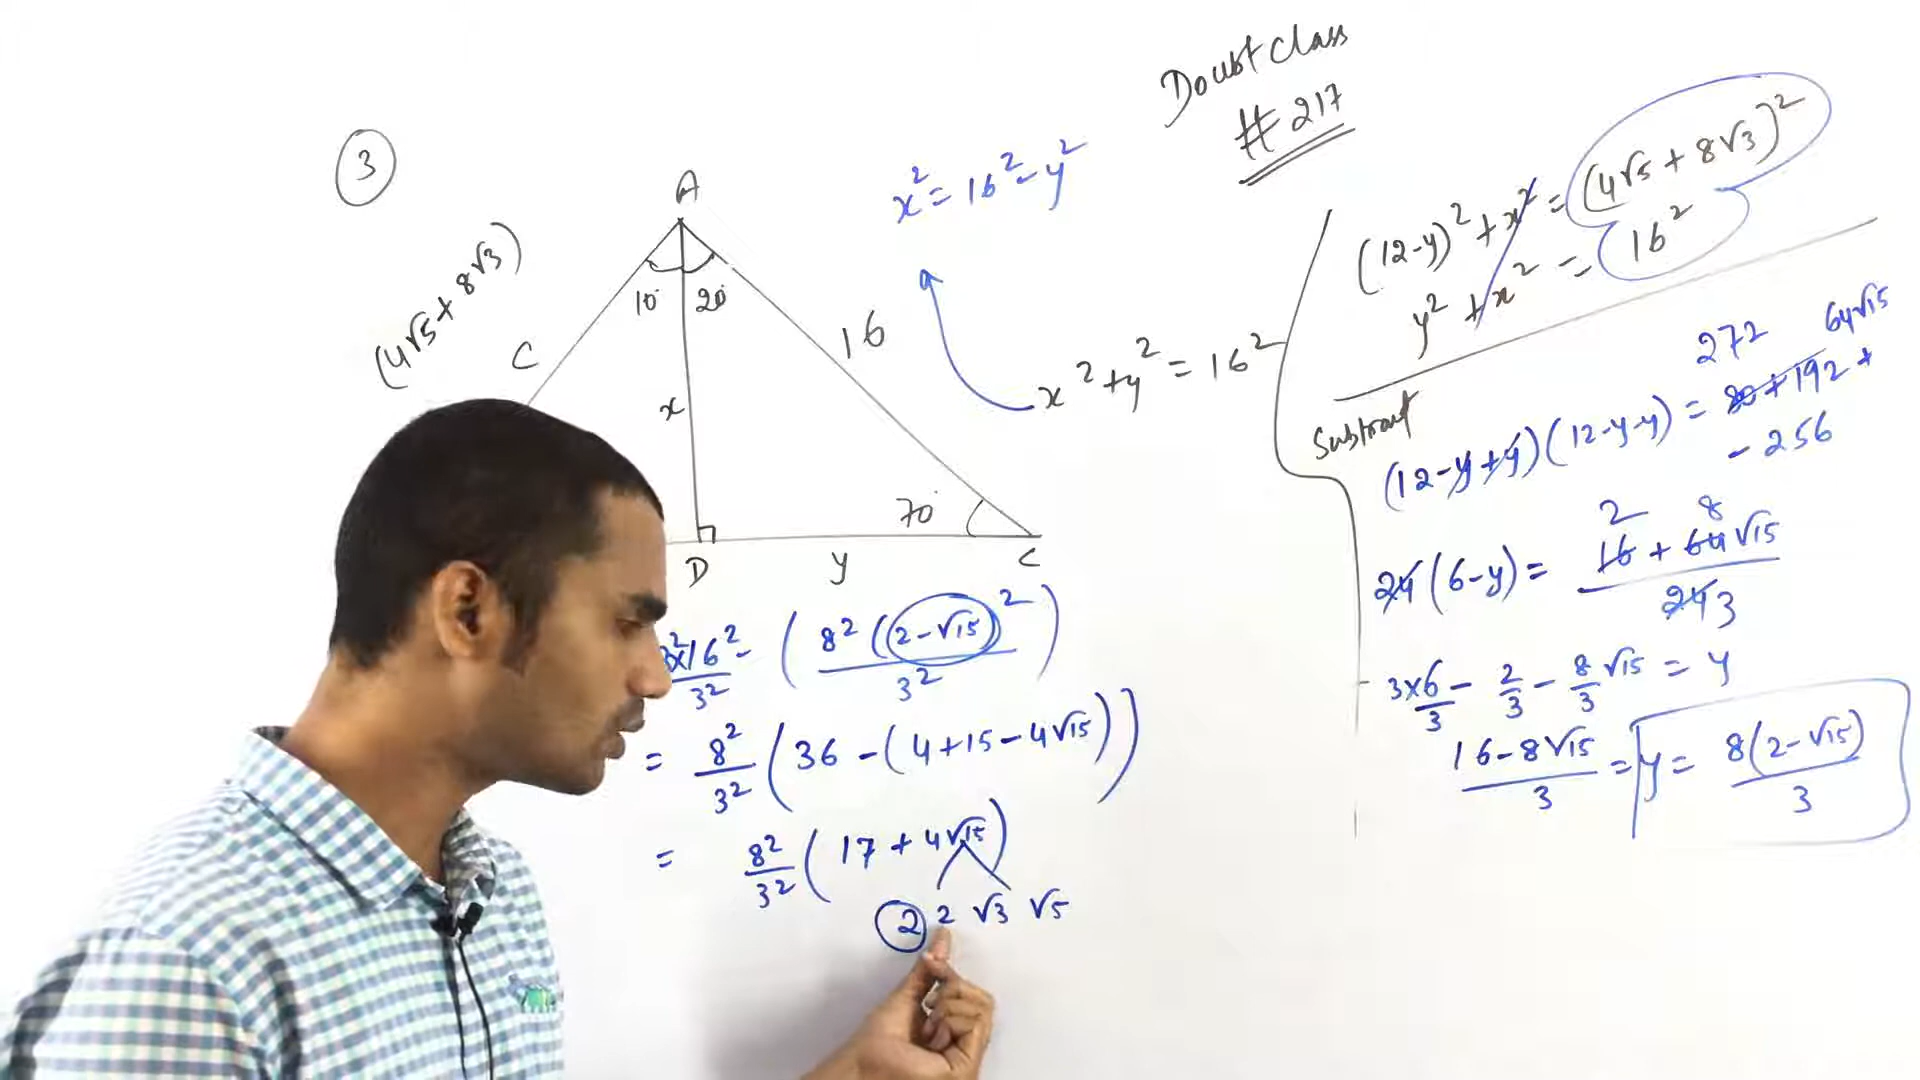 Doubt Class
# 217
3
A
(4√5 + 8√3)
C
10°
20°
16
x
70°
D
y
C
x² = 16² - y²
x² + y² = 16²
(12-y)² + x² = (4√5 + 8√3)²
y² + x² = 16²
Subtract
272
64√15
(12-y+y)(12-y-y) = 80+192 +
- 256
2 8
24(6-y) = 16 + 64√15
24 3
3×6/3 - 2/3 - 8/3 √15 = y
16-8√15/3 = y = 8(2-√15)/3
3²×16²/3² - (8²(2-√15)²/3²)
= 8²/3² (36 - (4+15-4√15))
= 8²/3² (17 + 4√15)
2 2 √3 √5